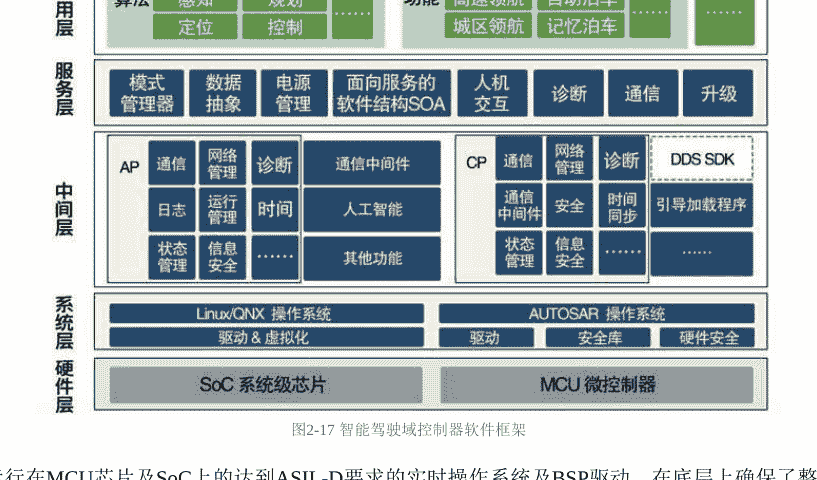 用层
算法
感知
规划
……
定位
控制
功能
高速领航
自动泊车
……
城区领航
记忆泊车
……
服务层
模式管理器
数据抽象
电源管理
面向服务的软件结构SOA
人机交互
诊断
通信
升级
中间层
AP
通信
网络管理
诊断
通信中间件
日志
运行管理
时间
人工智能
状态管理
信息安全
……
其他功能
CP
通信
网络管理
诊断
DDS SDK
通信中间件
安全
时间同步
引导加载程序
状态管理
信息安全
……
……
系统层
Linux/QNX 操作系统
AUTOSAR 操作系统
驱动 & 虚拟化
驱动
安全库
硬件安全
硬件层
SoC 系统级芯片
MCU 微控制器
图2-17 智能驾驶域控制器软件框架
行在MCU芯片及SoC上的达到ASIL-D要求的实时操作系统及BSP驱动，在底层上确保了整